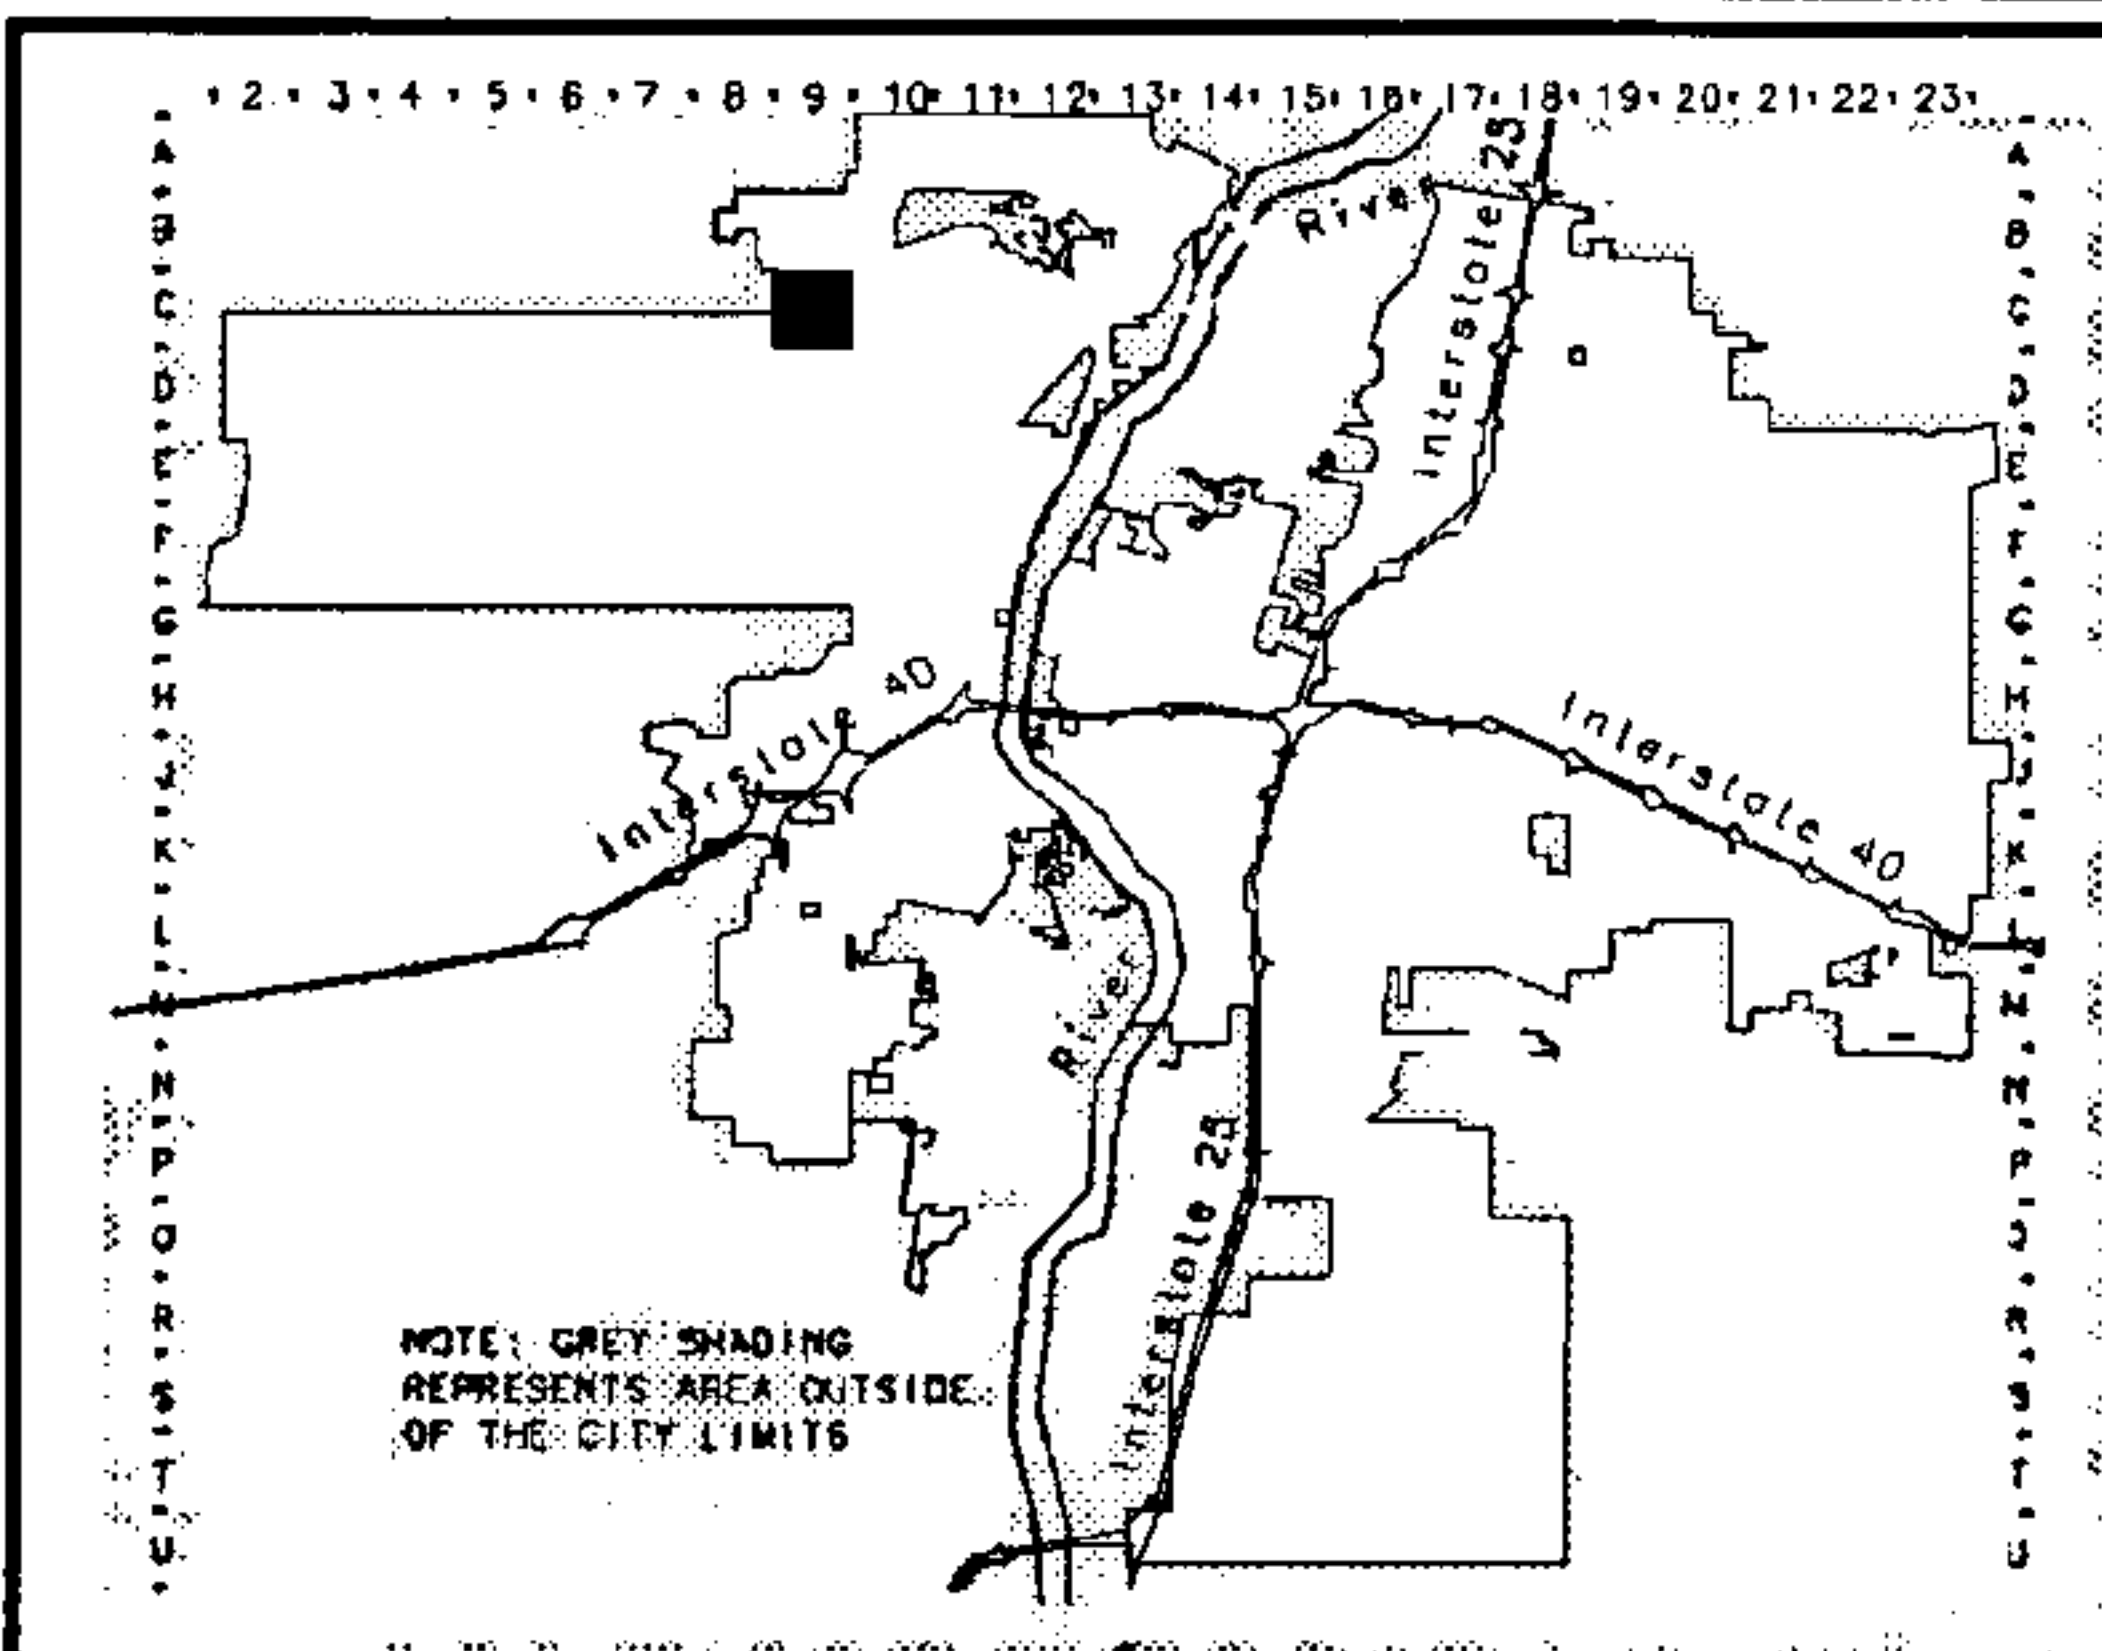 2 3 4 5 6 7 8 9 10 11 12 13 14 15 16 17 18 19 20 21 22 23
A A
B B
C C
D D
E E
F F
G G
H H
J J
K K
L L
M M
N N
P P
Q Q
R R
S S
T T
U U
River
Interstate 25
Interstate 40
Interstate 40
River
Interstate 25
NOTE: GREY SHADING
REPRESENTS AREA OUTSIDE
OF THE CITY LIMITS